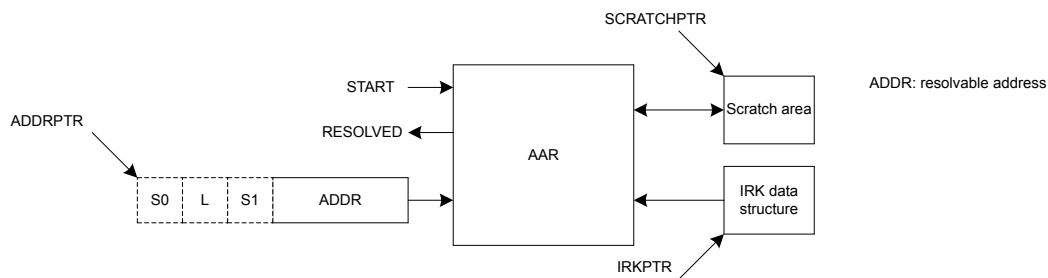 SCRATCHPTR
START
ADDR: resolvable address
Scratch area
ADDRPTR
RESOLVED
AAR
S0 L S1 ADDR
IRK data
structure
IRKPTR